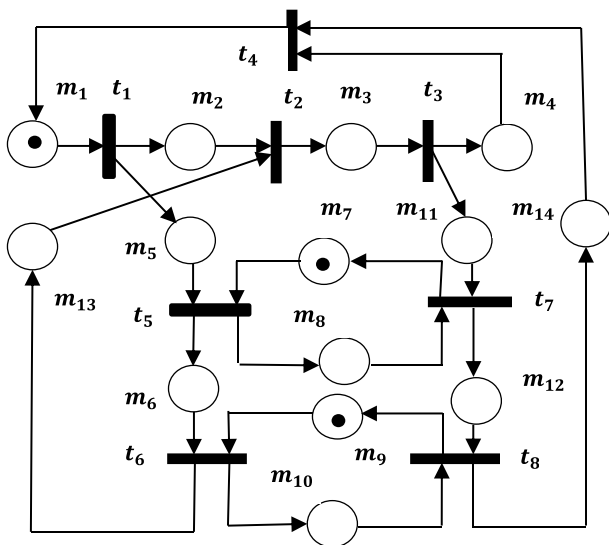 t₄
m₁ t₁ m₂ t₂ m₃ t₃ m₄
m₇ m₁₁ m₁₄
m₅
m₁₃ t₅ m₈ t₇
m₆ m₁₂
t₆ m₁₀ m₉ t₈